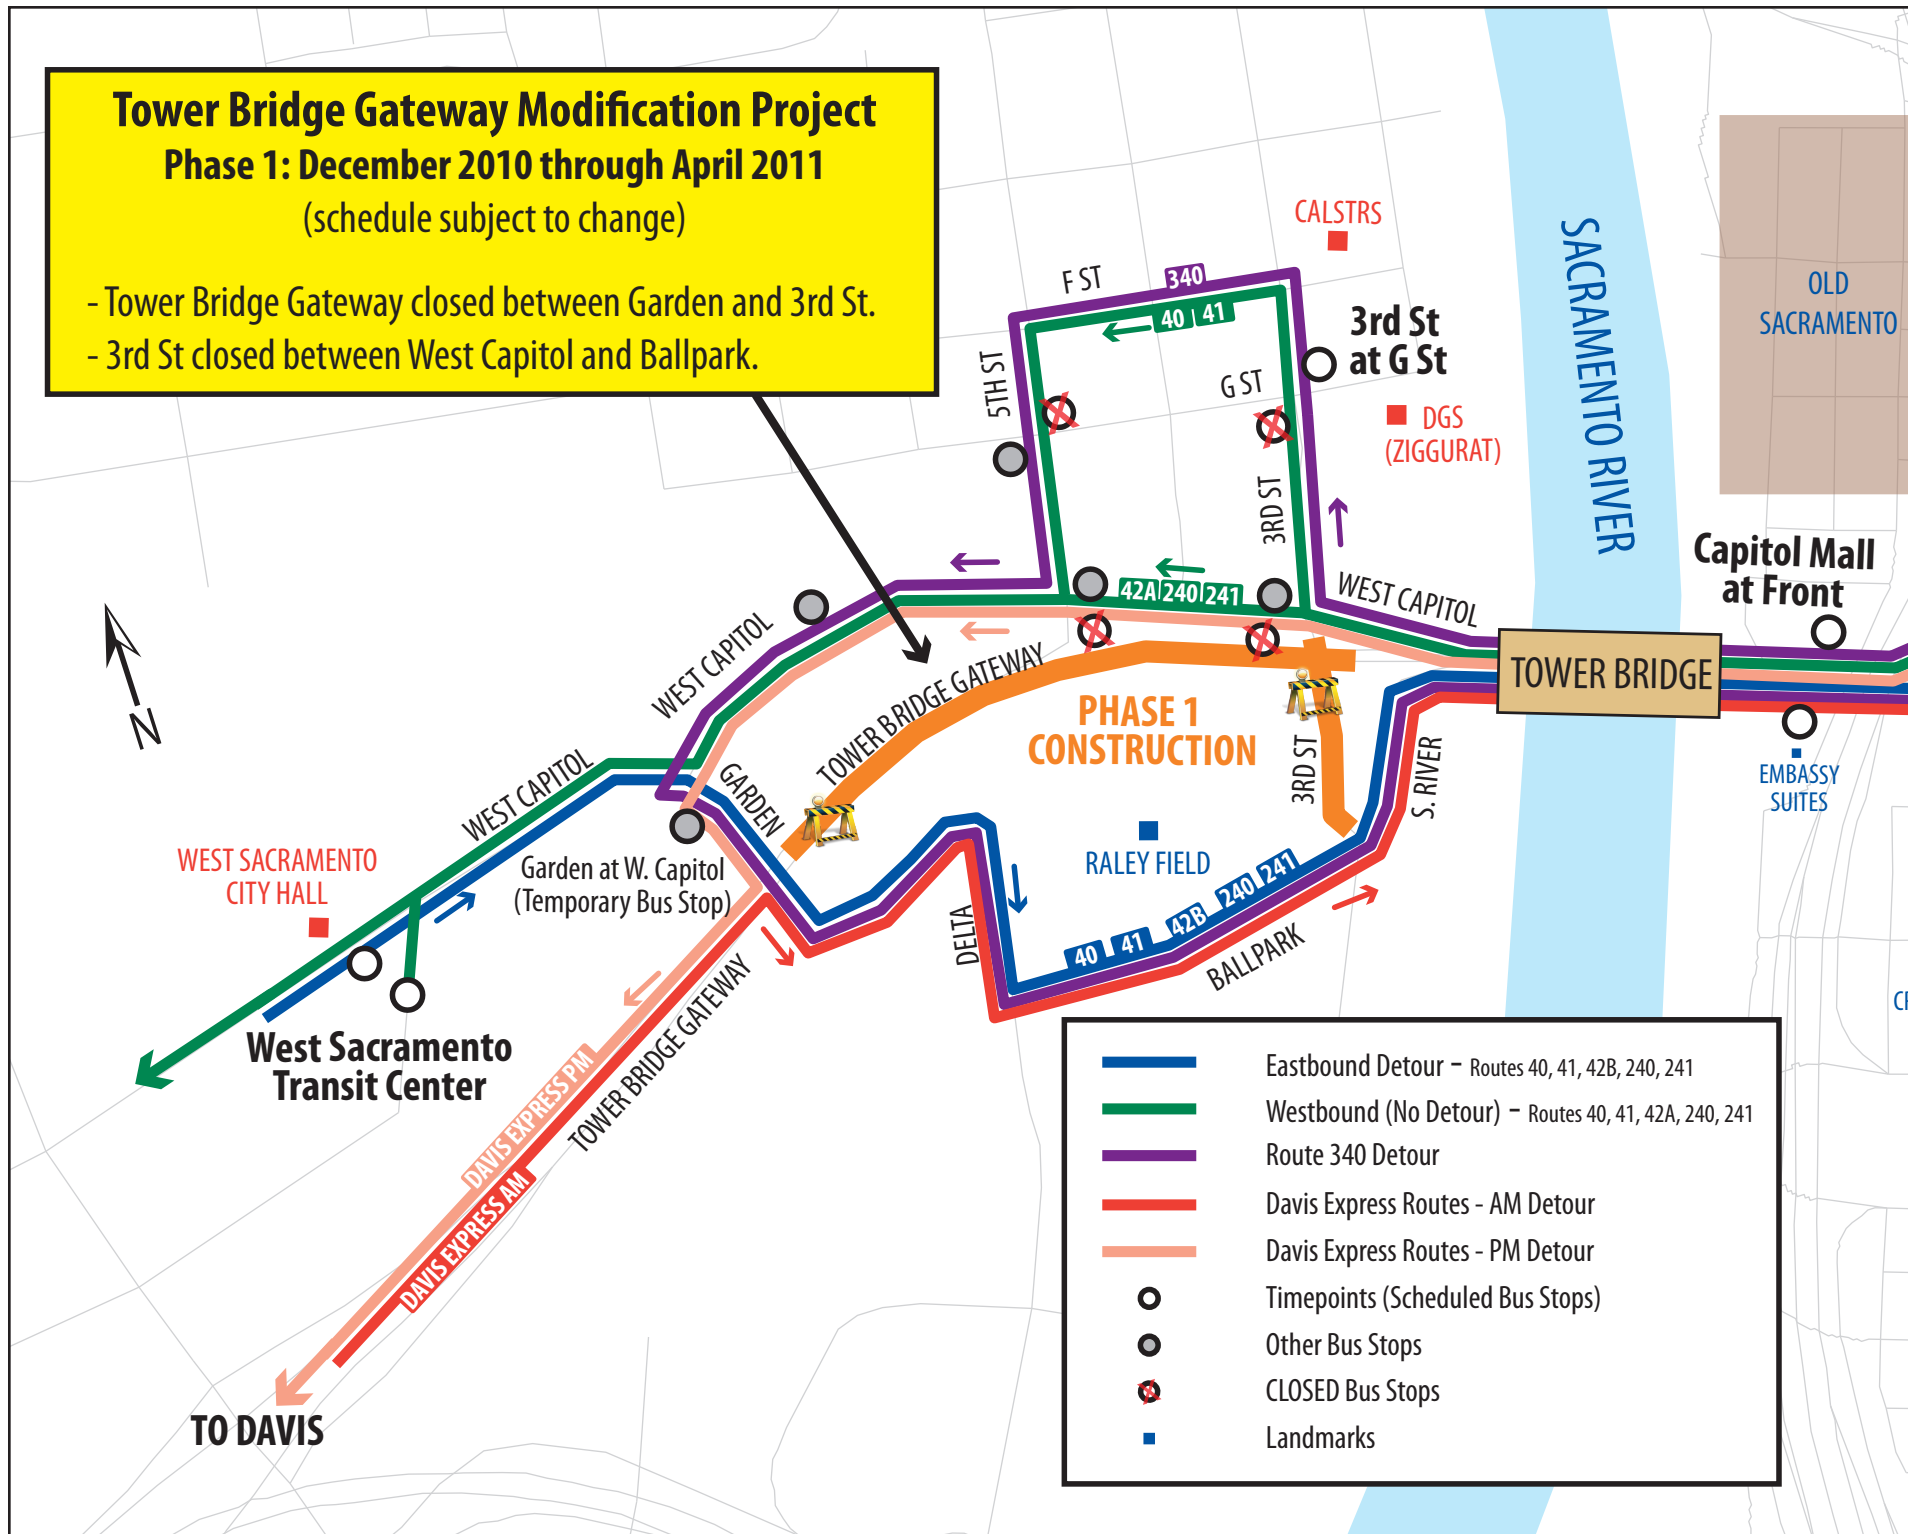 Tower Bridge Gateway Modification Project
Phase 1: December 2010 through April 2011
(schedule subject to change)
- Tower Bridge Gateway closed between Garden and 3rd St.
- 3rd St closed between West Capitol and Ballpark.
CALSTRS
SACRAMENTO RIVER
OLD
SACRAMENTO
F ST
340
40
41
3rd St
at G St
5TH ST
G ST
DGS
(ZIGGURAT)
3RD ST
Capitol Mall
at Front
42A
240
241
WEST CAPITOL
WEST CAPITOL
TOWER BRIDGE GATEWAY
TOWER BRIDGE
N
PHASE 1
CONSTRUCTION
3RD ST
S. RIVER
EMBASSY
SUITES
WEST CAPITOL
GARDEN
WEST SACRAMENTO
CITY HALL
Garden at W. Capitol
(Temporary Bus Stop)
RALEY FIELD
DELTA
40
41
42B
240
241
BALLPARK
West Sacramento
Transit Center
TOWER BRIDGE GATEWAY
DAVIS EXPRESS PM
DAVIS EXPRESS AM
TO DAVIS
Eastbound Detour - Routes 40, 41, 42B, 240, 241
Westbound (No Detour) - Routes 40, 41, 42A, 240, 241
Route 340 Detour
Davis Express Routes - AM Detour
Davis Express Routes - PM Detour
Timepoints (Scheduled Bus Stops)
Other Bus Stops
CLOSED Bus Stops
Landmarks